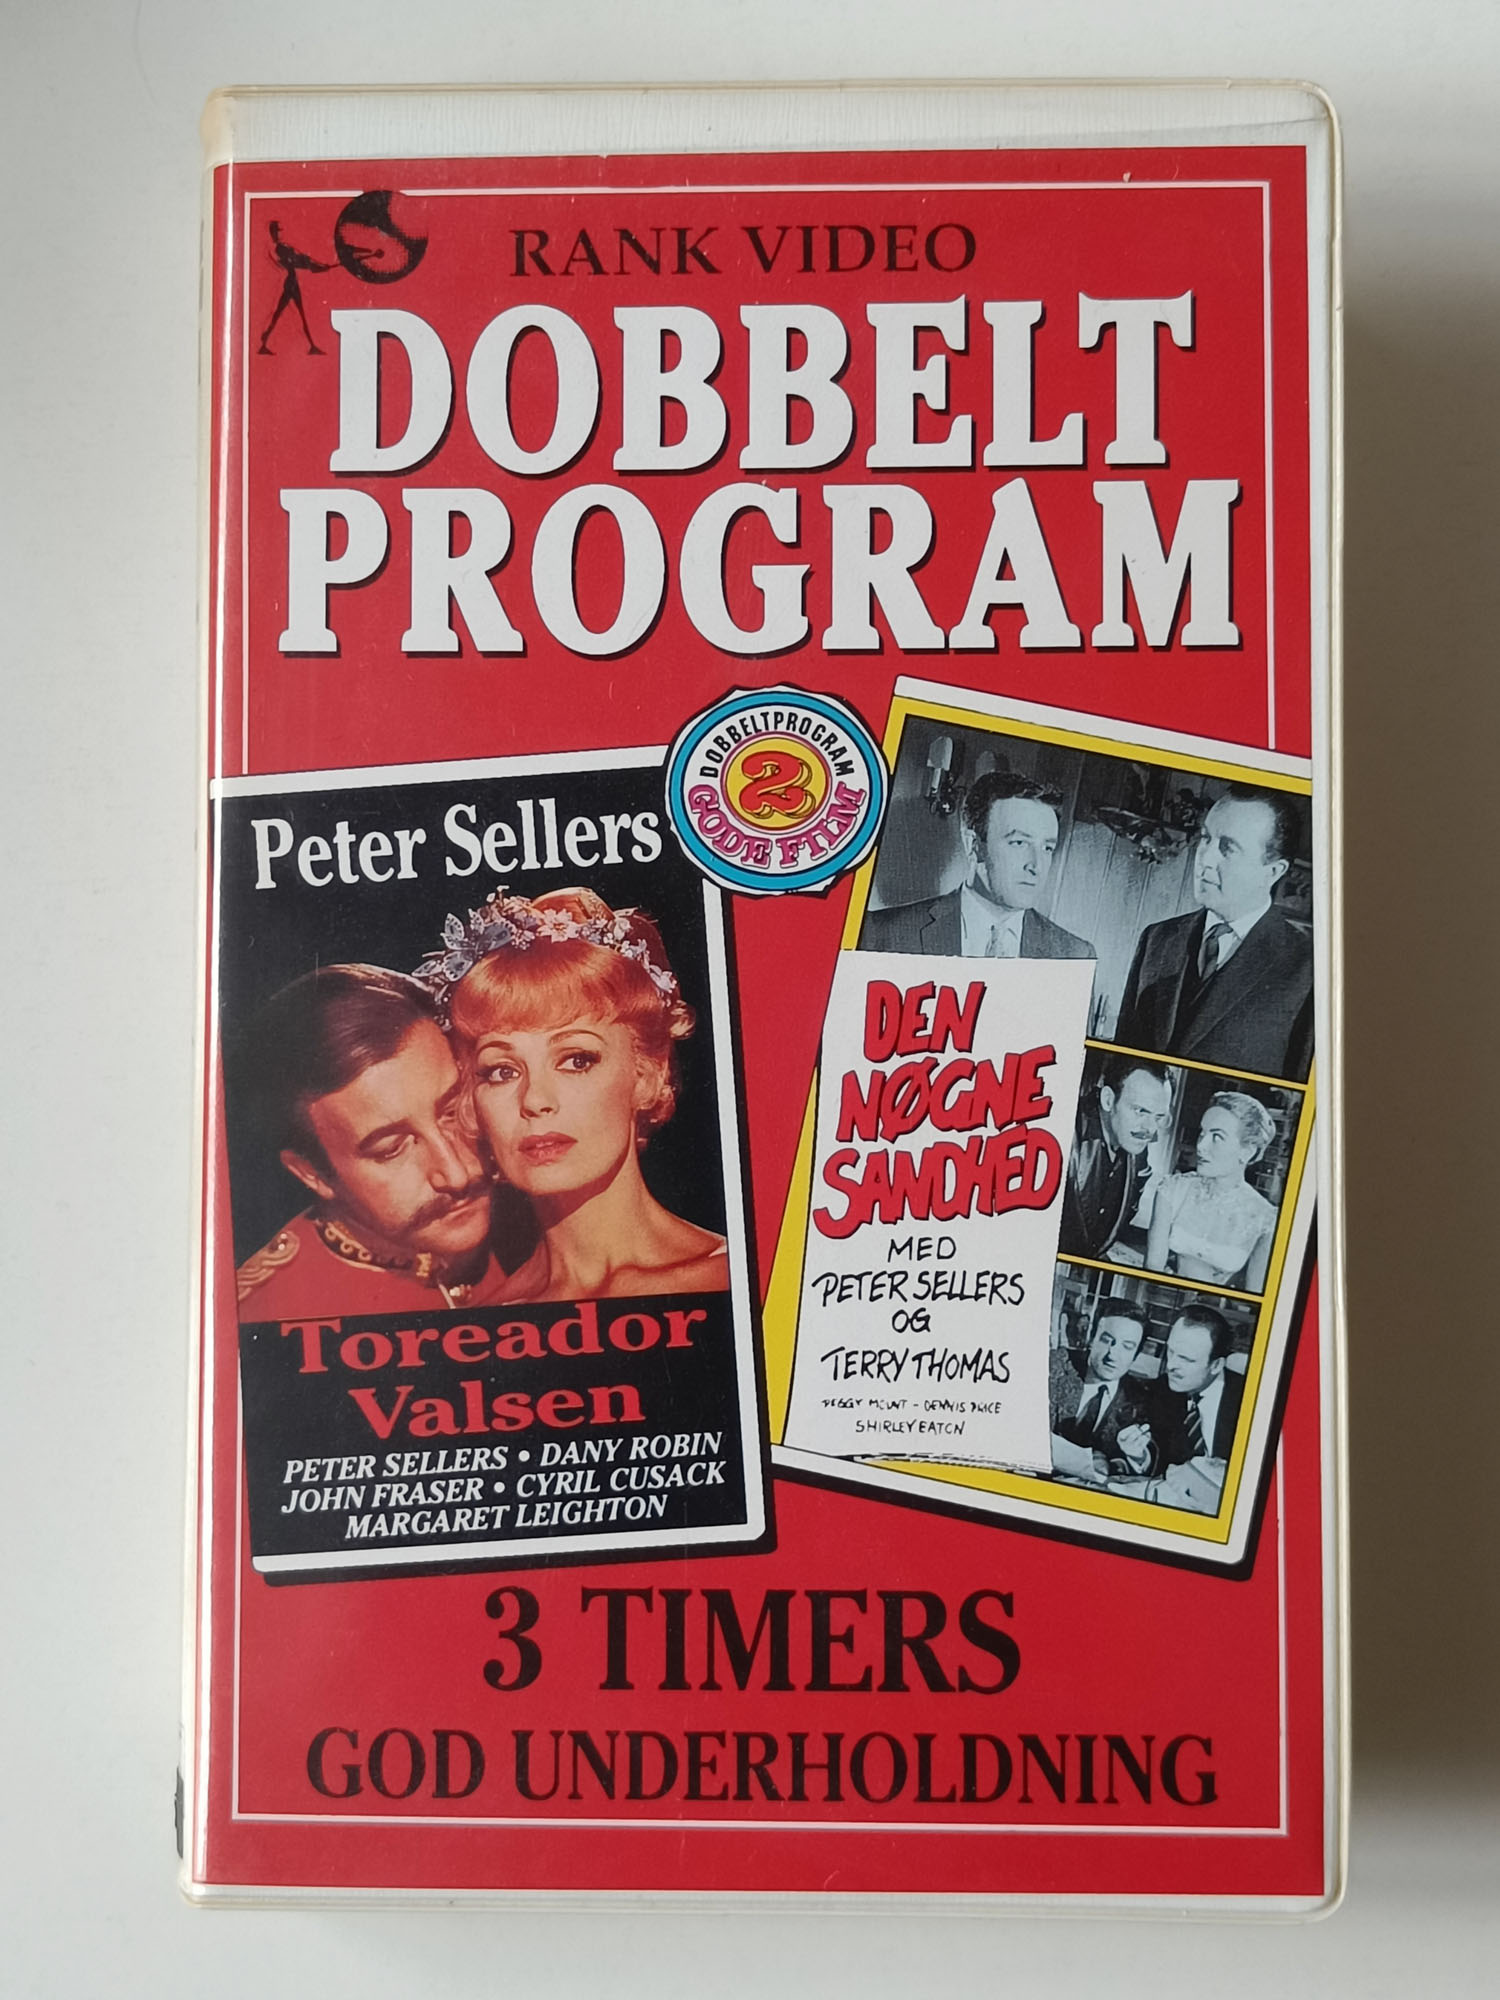 RANK VIDEO
DOBBELT
PROGRAM
DOBBELTPROGRAM
2
GODE FILM
Peter Sellers
Toreador
Valsen
PETER SELLERS • DANY ROBIN
JOHN FRASER • CYRIL CUSACK
MARGARET LEIGHTON
DEN
NØGNE
SANDHED
MED
PETER SELLERS
OG
TERRY THOMAS
PEGGY MOUNT - DENNIS PRICE
SHIRLEY EATON
3 TIMERS
GOD UNDERHOLDNING